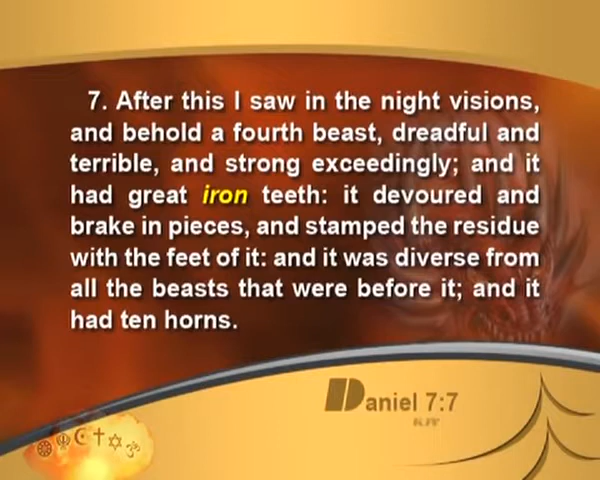 7. After this I saw in the night visions,
and behold a fourth beast, dreadful and
terrible, and strong exceedingly; and it
had great iron teeth: it devoured and
brake in pieces, and stamped the residue
with the feet of it: and it was diverse from
all the beasts that were before it; and it
had ten horns.
Daniel 7:7
KJV